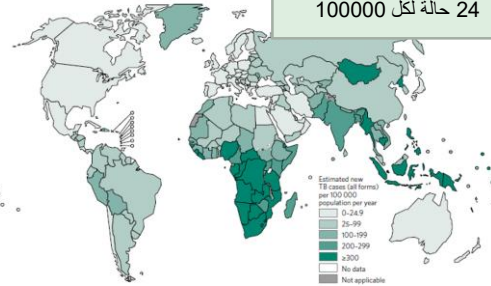 24 حالة لكل 100000
Estimated new
TB cases (all forms)
per 100 000
population per year
0–24.9
25–99
100–199
200–299
≥300
No data
Not applicable